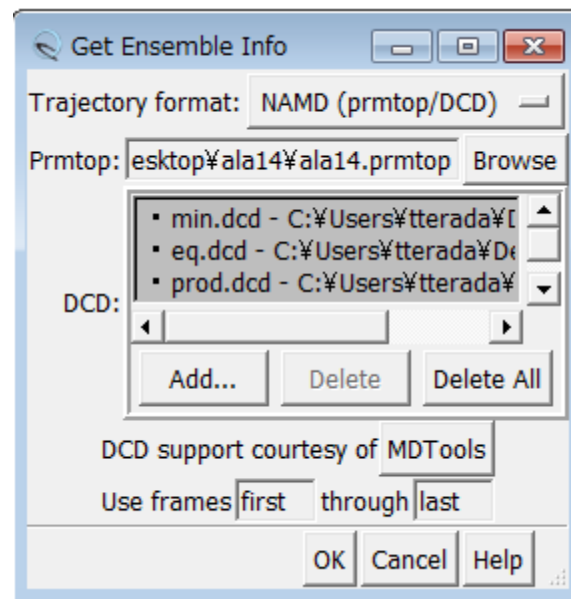 Get Ensemble Info
Trajectory format: NAMD (prmtop/DCD)
Prmtop: esktop¥ala14¥ala14.prmtop Browse
DCD:
min.dcd - C:¥Users¥tterada¥D
eq.dcd - C:¥Users¥tterada¥De
prod.dcd - C:¥Users¥tterada¥
Add... Delete Delete All
DCD support courtesy of MDTools
Use frames first through last
OK Cancel Help